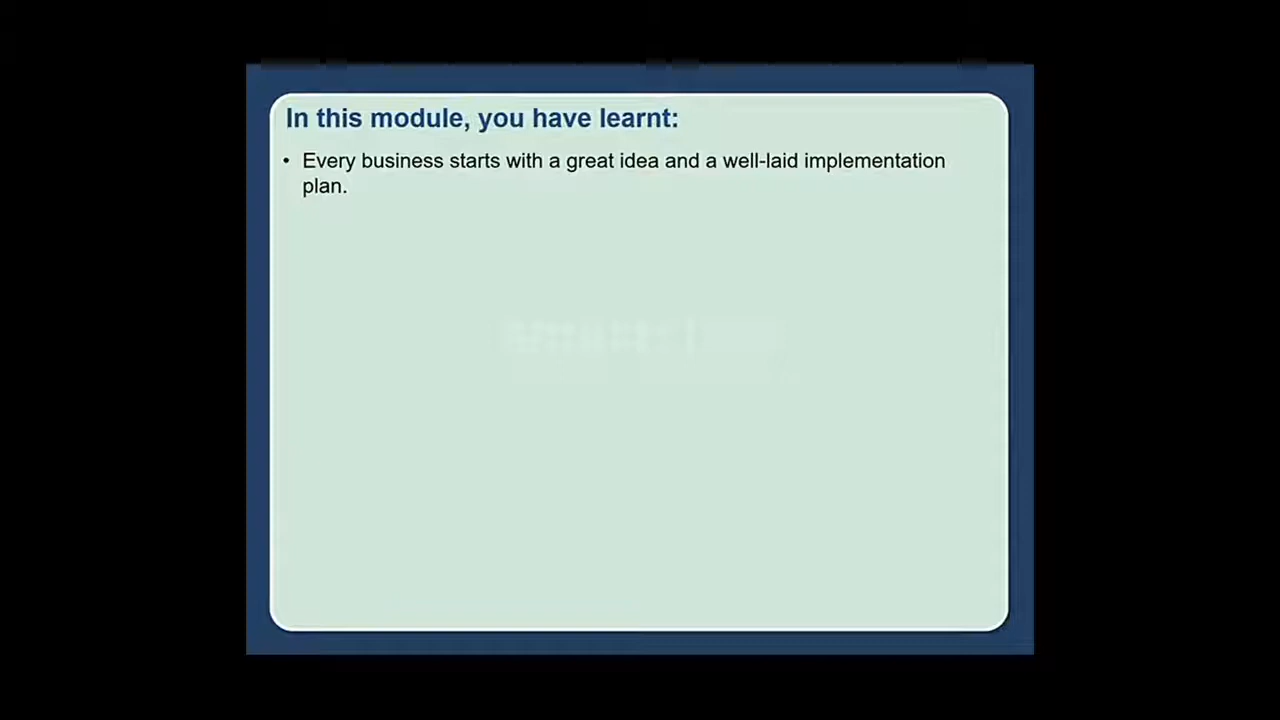 In this module, you have learnt:
• Every business starts with a great idea and a well-laid implementation
plan.